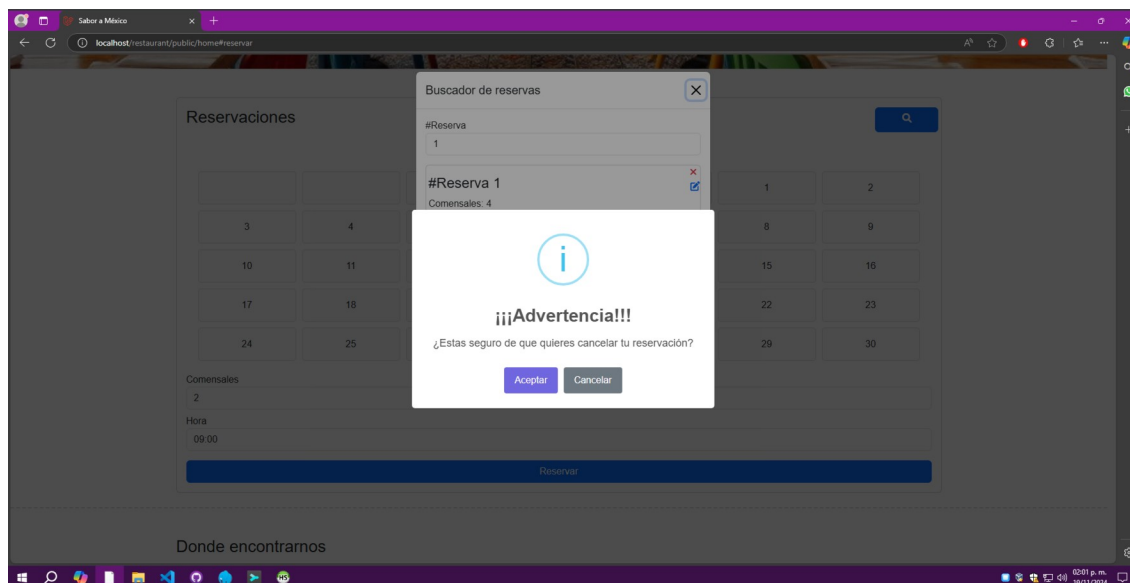 Sabor a México
localhost/restaurant/public/home#reservar
Buscador de reservas
Reservaciones
#Reserva
1
#Reserva 1
Comensales: 4
1 2
3 4 8 9
10 11 15 16
17 18 22 23
24 25 29 30
¡¡¡Advertencia!!!
¿Estas seguro de que quieres cancelar tu reservación?
Aceptar Cancelar
Comensales
2
Hora
09:00
Reservar
Donde encontrarnos
02:01 p. m.